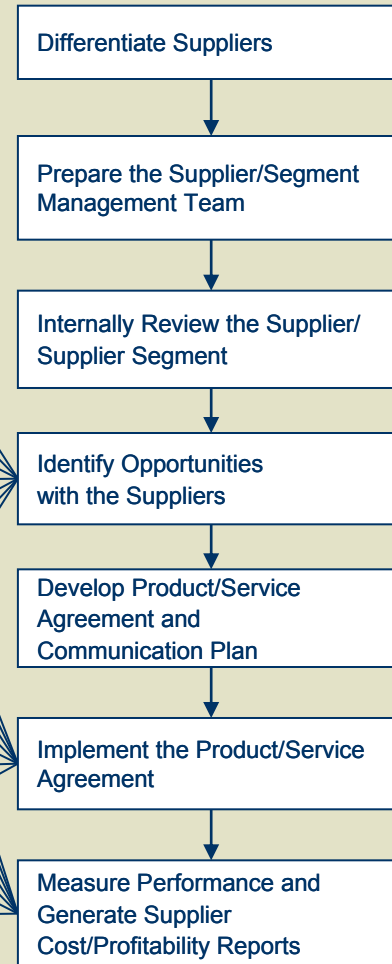 Differentiate Suppliers
Prepare the Supplier/Segment
Management Team
Internally Review the Supplier/
Supplier Segment
Identify Opportunities
with the Suppliers
Develop Product/Service
Agreement and
Communication Plan
Implement the Product/Service
Agreement
Measure Performance and
Generate Supplier
Cost/Profitability Reports